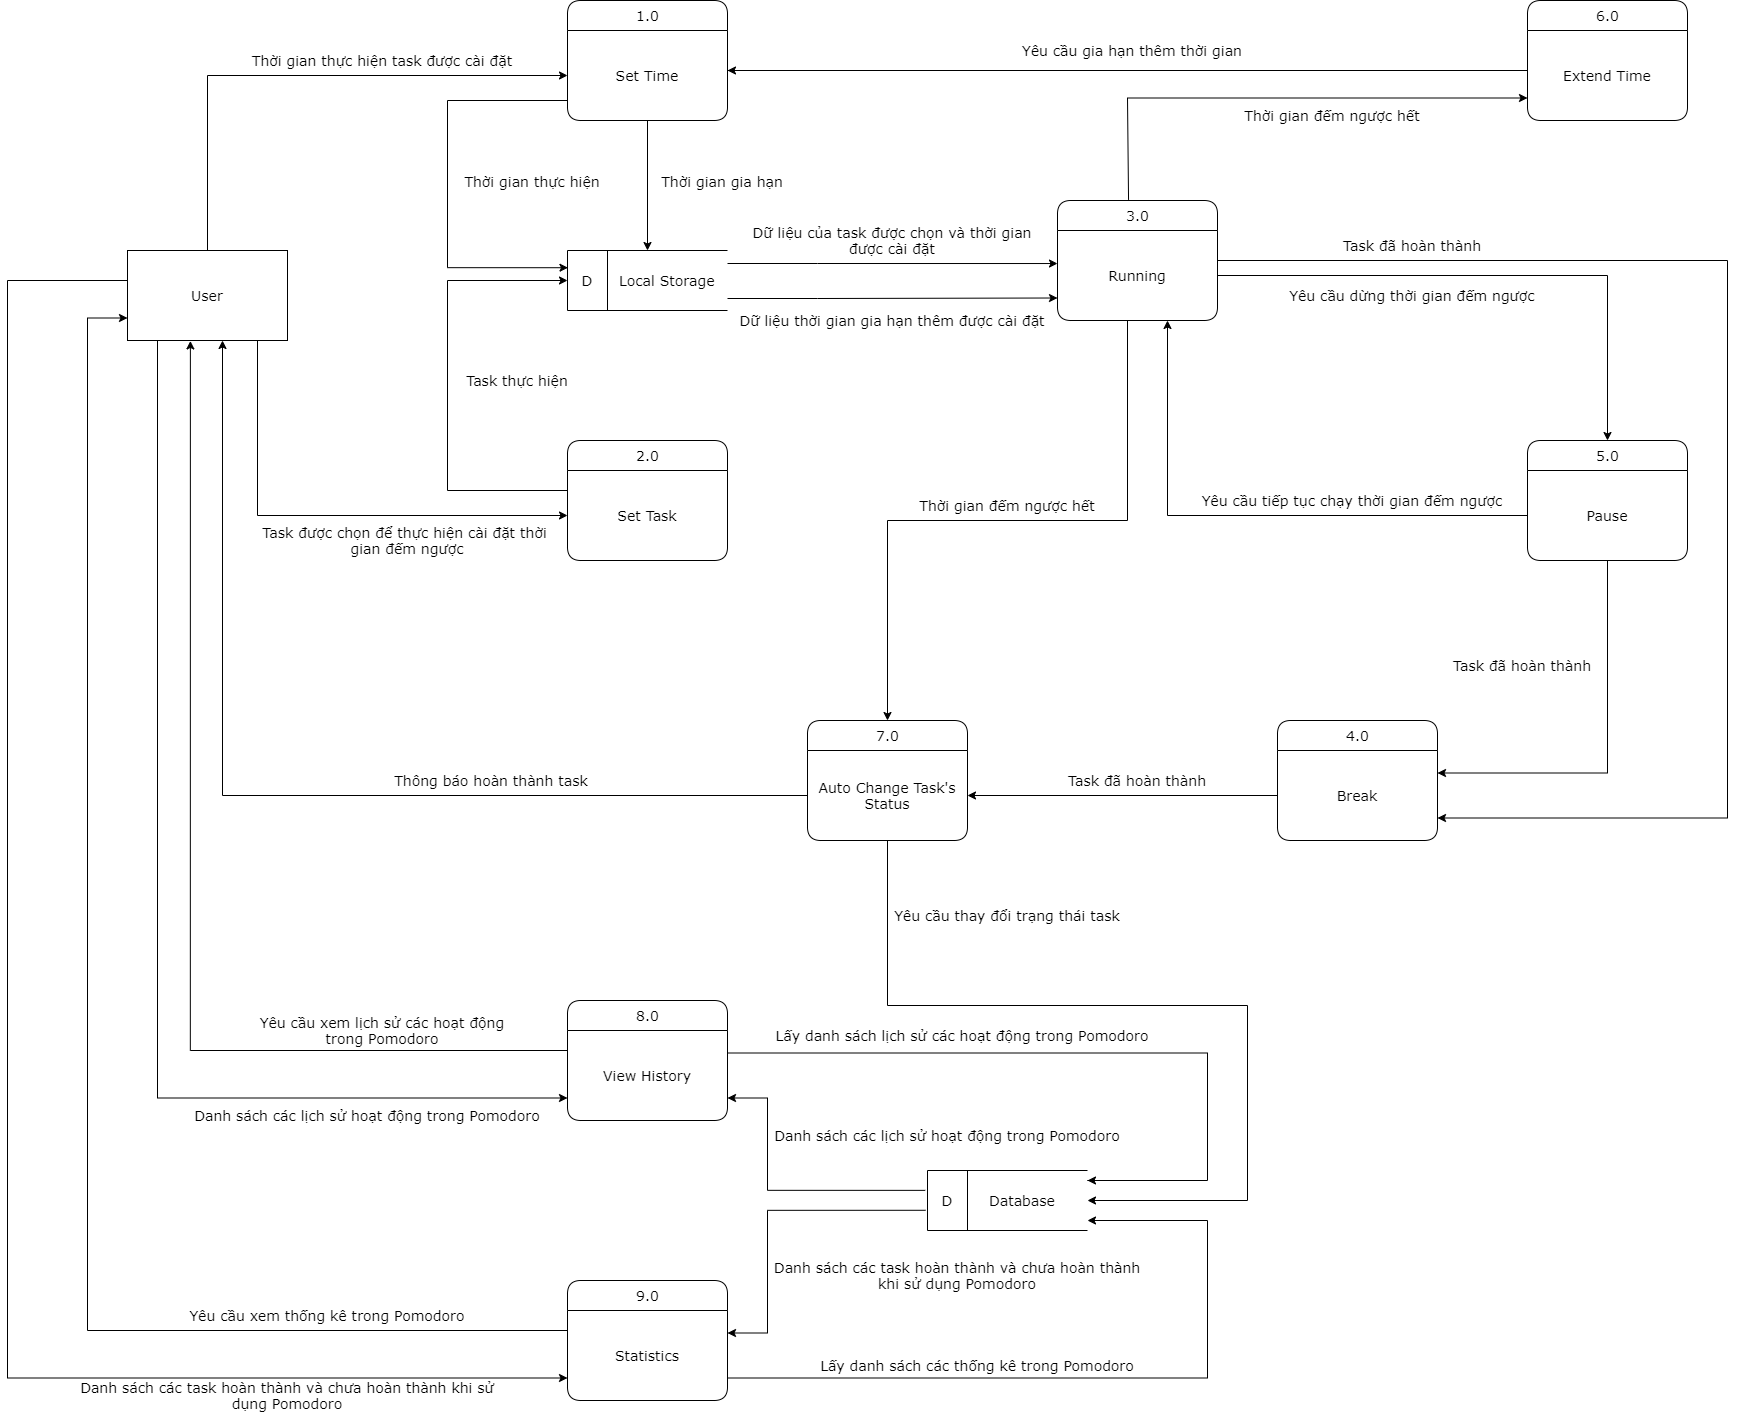 1.0
Set Time
6.0
Extend Time
Thời gian thực hiện task được cài đặt
Yêu cầu gia hạn thêm thời gian
Thời gian đếm ngược hết
Thời gian thực hiện
Thời gian gia hạn
3.0
Running
Dữ liệu của task được chọn và thời gian
được cài đặt
Task đã hoàn thành
User
D
Local Storage
Yêu cầu dừng thời gian đếm ngược
Dữ liệu thời gian gia hạn thêm được cài đặt
Task thực hiện
2.0
Set Task
5.0
Pause
Thời gian đếm ngược hết
Yêu cầu tiếp tục chạy thời gian đếm ngược
Task được chọn để thực hiện cài đặt thời
gian đếm ngược
Task đã hoàn thành
7.0
Auto Change Task's
Status
4.0
Break
Thông báo hoàn thành task
Task đã hoàn thành
Yêu cầu thay đổi trạng thái task
8.0
View History
Yêu cầu xem lịch sử các hoạt động
trong Pomodoro
Lấy danh sách lịch sử các hoạt động trong Pomodoro
Danh sách các lịch sử hoạt động trong Pomodoro
Danh sách các lịch sử hoạt động trong Pomodoro
D
Database
Danh sách các task hoàn thành và chưa hoàn thành
khi sử dụng Pomodoro
9.0
Statistics
Yêu cầu xem thống kê trong Pomodoro
Lấy danh sách các thống kê trong Pomodoro
Danh sách các task hoàn thành và chưa hoàn thành khi sử
dụng Pomodoro